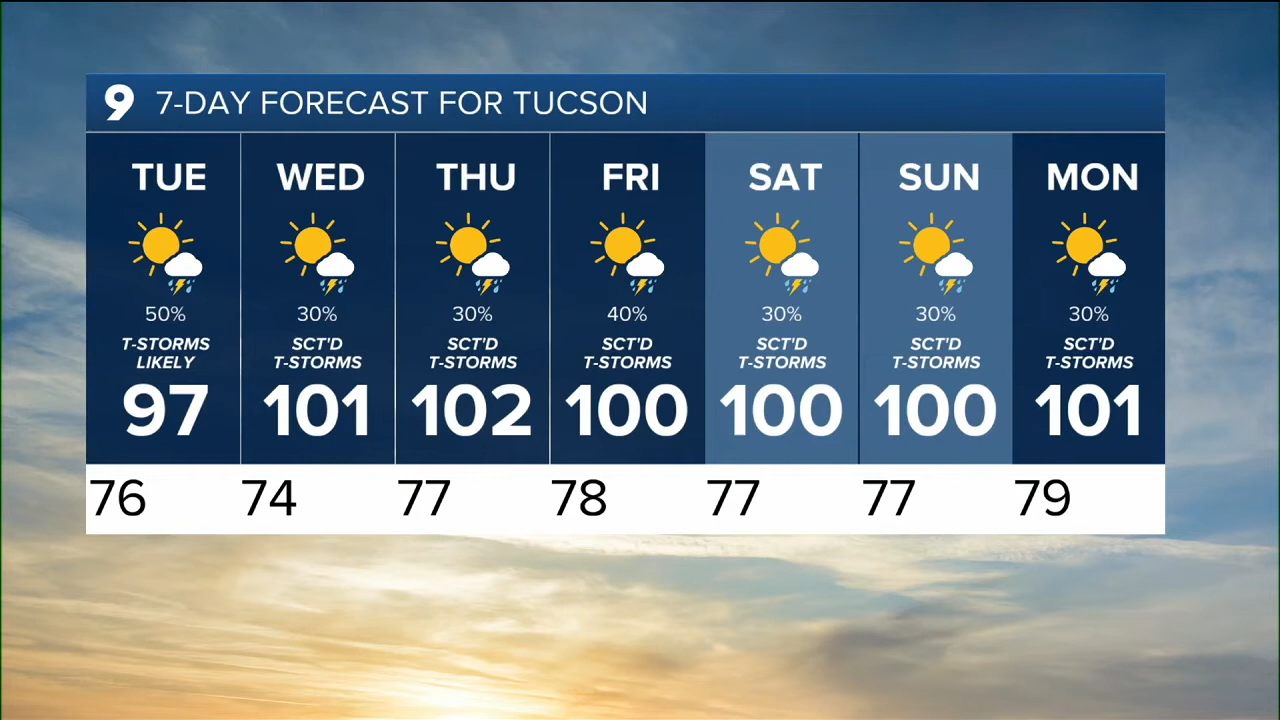 9 7-DAY FORECAST FOR TUCSON
TUE WED THU FRI SAT SUN MON
50% 30% 30% 40% 30% 30% 30%
T-STORMS SCT'D SCT'D SCT'D SCT'D SCT'D SCT'D
LIKELY T-STORMS T-STORMS T-STORMS T-STORMS T-STORMS T-STORMS
97 101 102 100 100 100 101
76 74 77 78 77 77 79